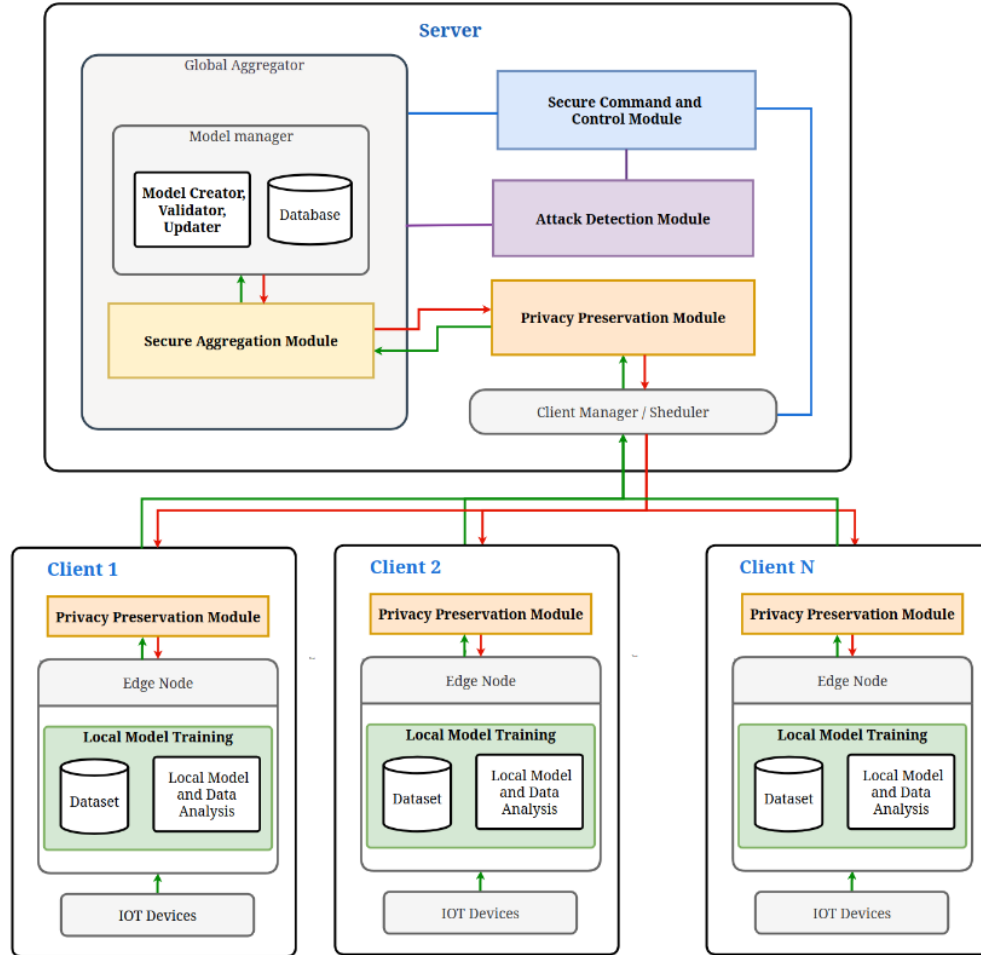 Server
Global Aggregator
Secure Command and
Control Module
Model manager
Model Creator,
Validator,
Updater
Database
Attack Detection Module
Secure Aggregation Module
Privacy Preservation Module
Client Manager / Sheduler
Client 1
Privacy Preservation Module
Edge Node
Local Model Training
Dataset
Local Model
and Data
Analysis
IOT Devices
Client 2
Privacy Preservation Module
Edge Node
Local Model Training
Dataset
Local Model
and Data
Analysis
IOT Devices
Client N
Privacy Preservation Module
Edge Node
Local Model Training
Dataset
Local Model
and Data
Analysis
IOT Devices